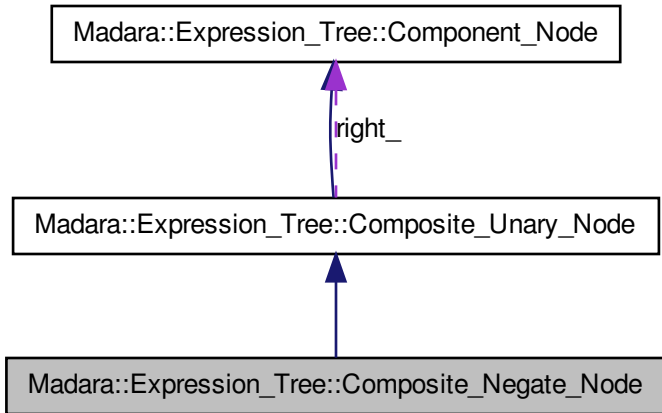 Madara::Expression_Tree::Component_Node
right_
Madara::Expression_Tree::Composite_Unary_Node
Madara::Expression_Tree::Composite_Negate_Node